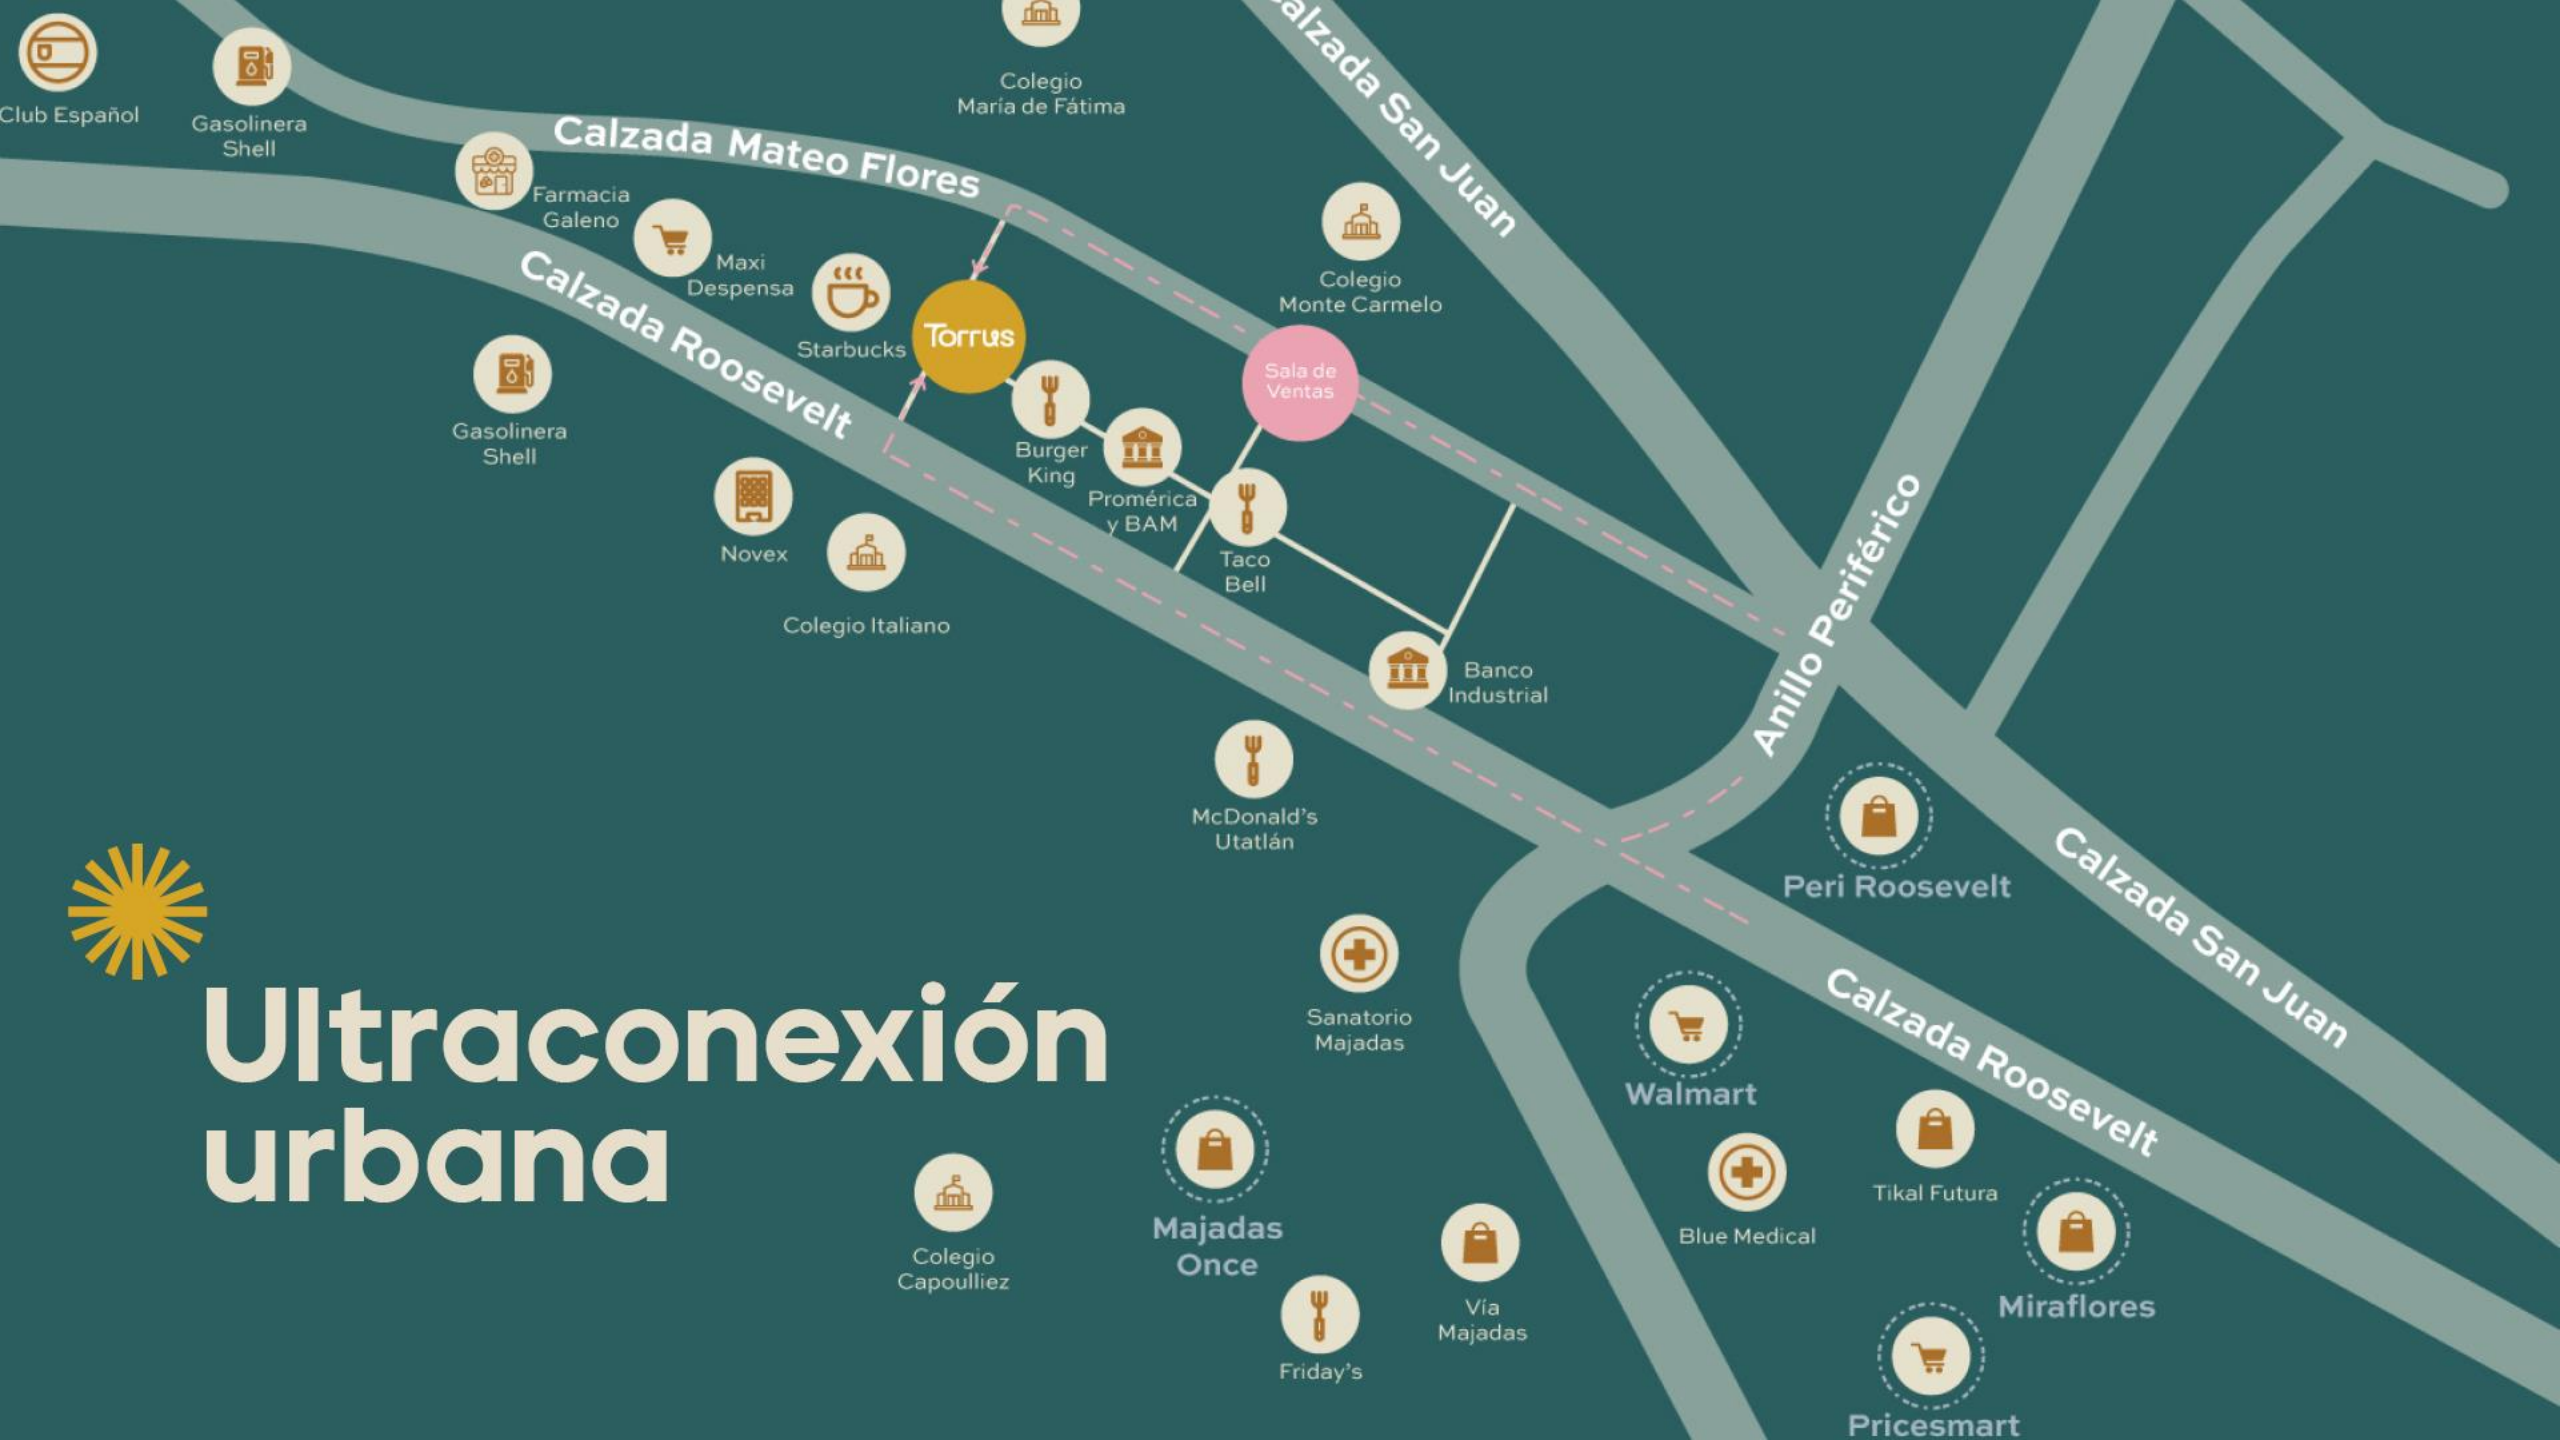 Club Español
Gasolinera
Shell
Colegio
María de Fátima
Calzada San Juan
Calzada Mateo Flores
Farmacia
Galeno
Maxi
Despensa
Starbucks
Torrus
Colegio
Monte Carmelo
Sala de
Ventas
Calzada Roosevelt
Gasolinera
Shell
Burger
King
Promérica
y BAM
Taco
Bell
Novex
Colegio Italiano
Banco
Industrial
Anillo Periférico
McDonald's
Utatlán
Peri Roosevelt
Calzada San Juan
Sanatorio
Majadas
Calzada Roosevelt
Walmart
Ultraconexión
urbana
Tikal Futura
Blue Medical
Majadas
Once
Colegio
Capoulliez
Vía
Majadas
Miraflores
Friday's
Pricesmart